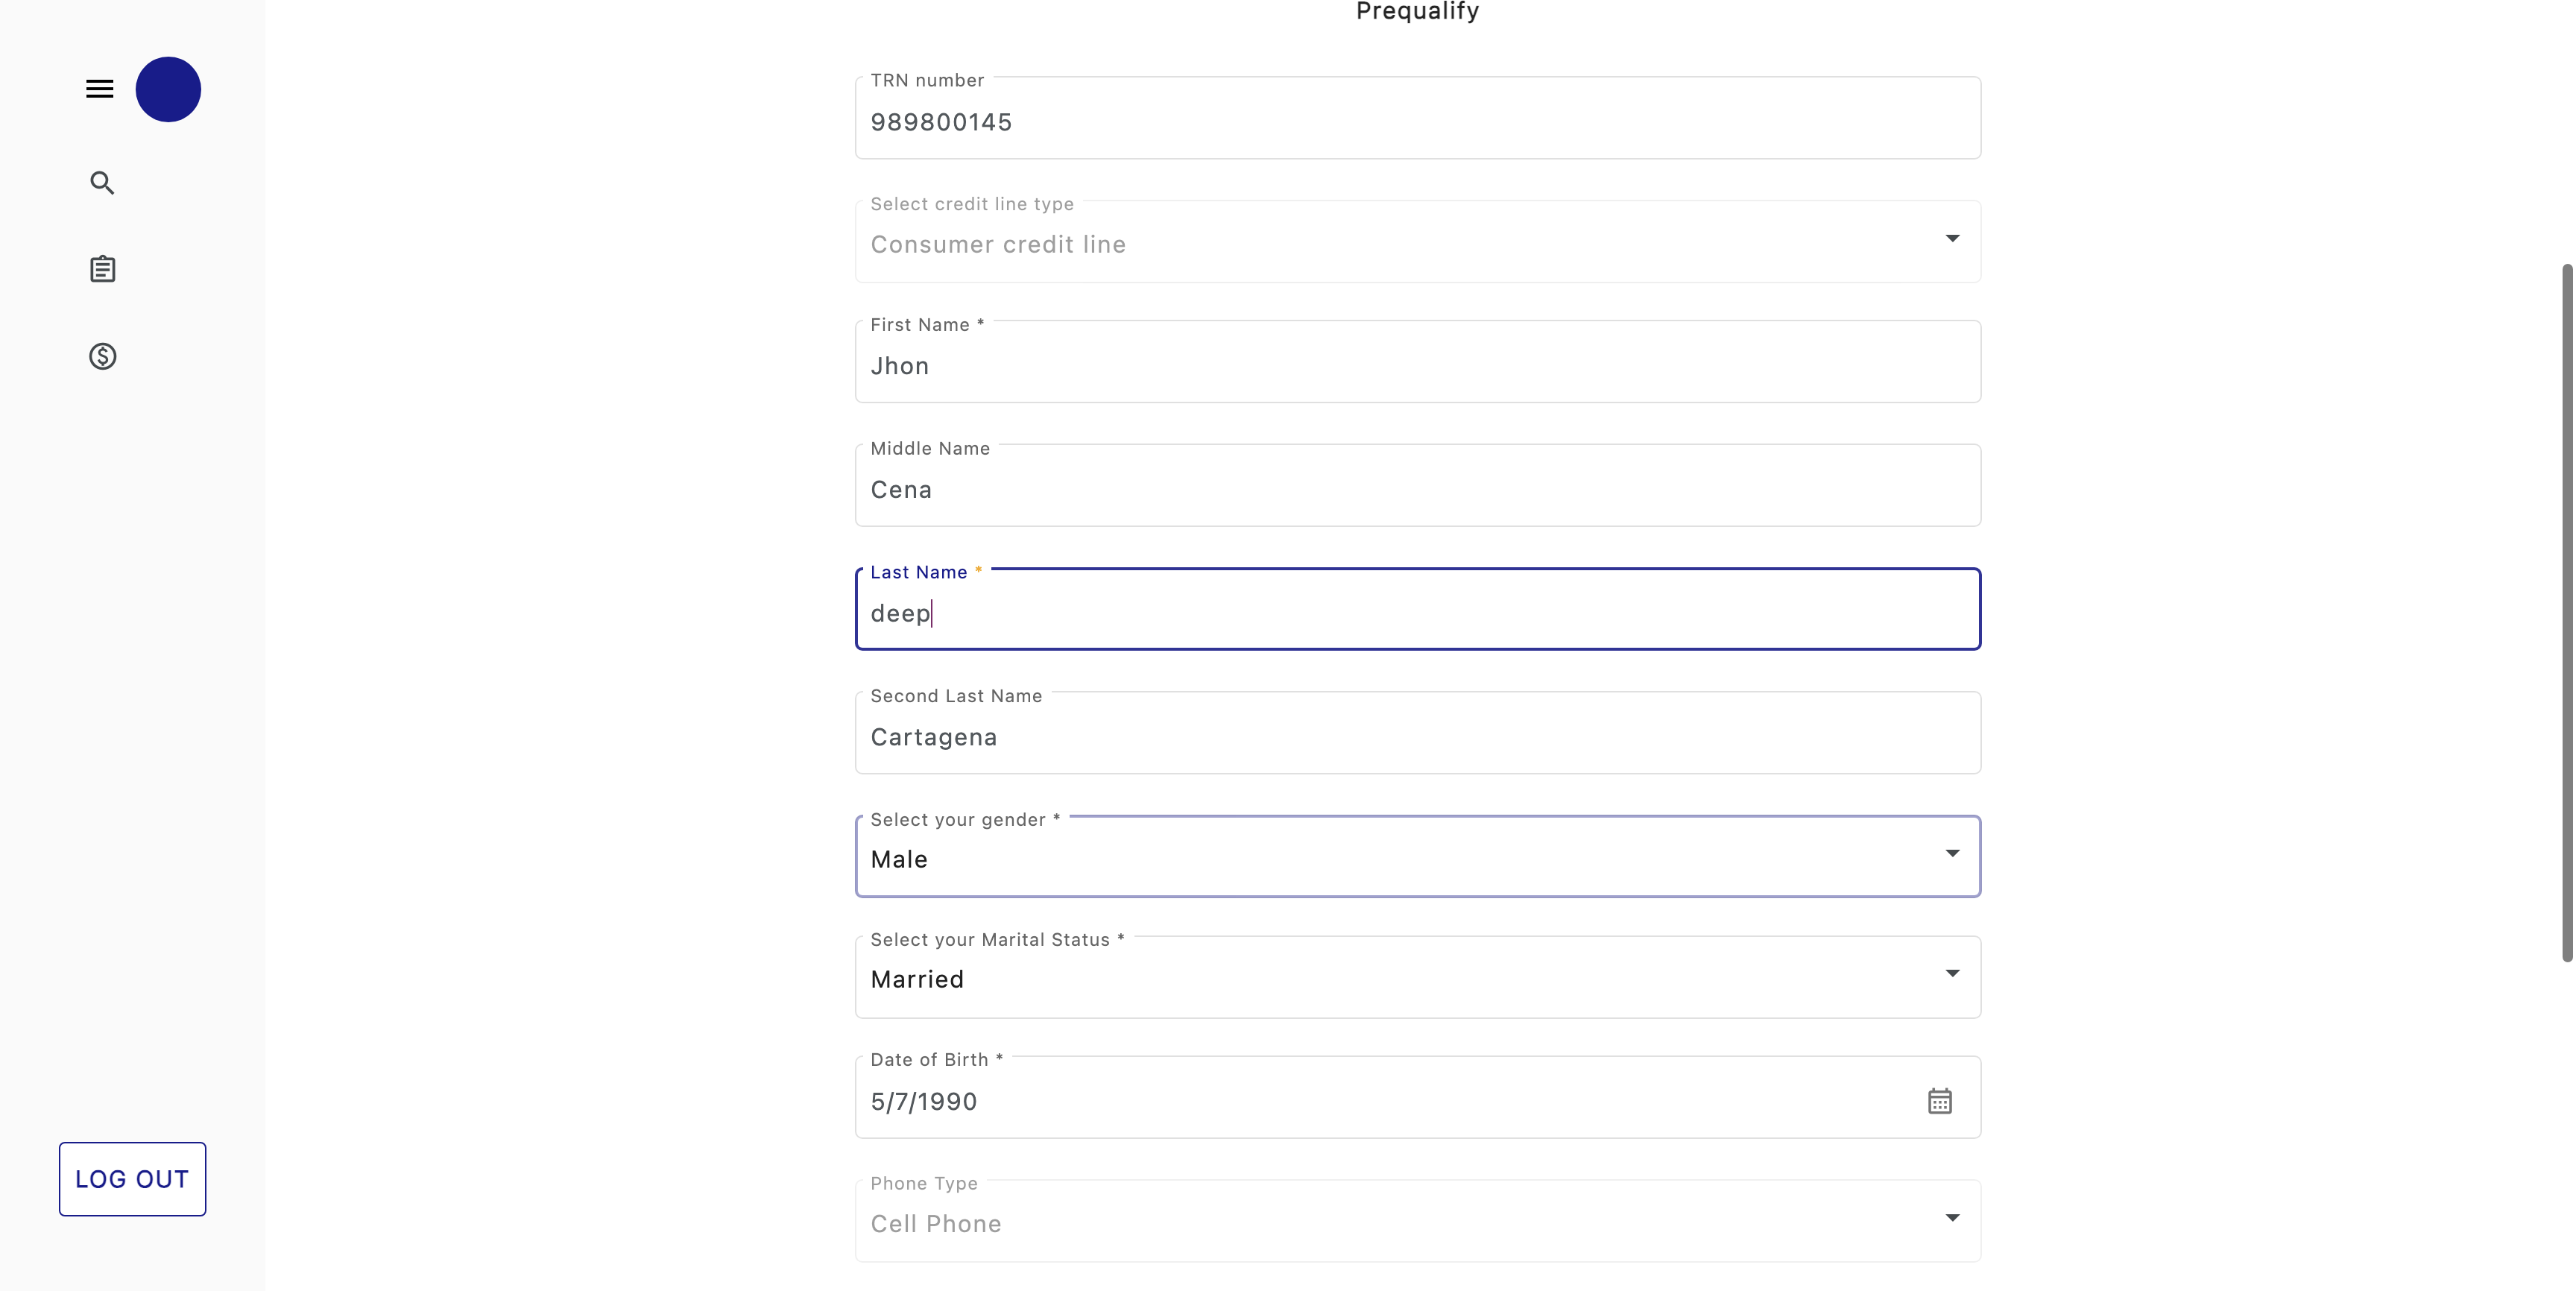 Prequalify
TRN number
989800145
Select credit line type
Consumer credit line
First Name *
Jhon
Middle Name
Cena
Last Name *
deep
Second Last Name
Cartagena
Select your gender *
Male
Select your Marital Status *
Married
Date of Birth *
5/7/1990
Phone Type
Cell Phone
LOG OUT